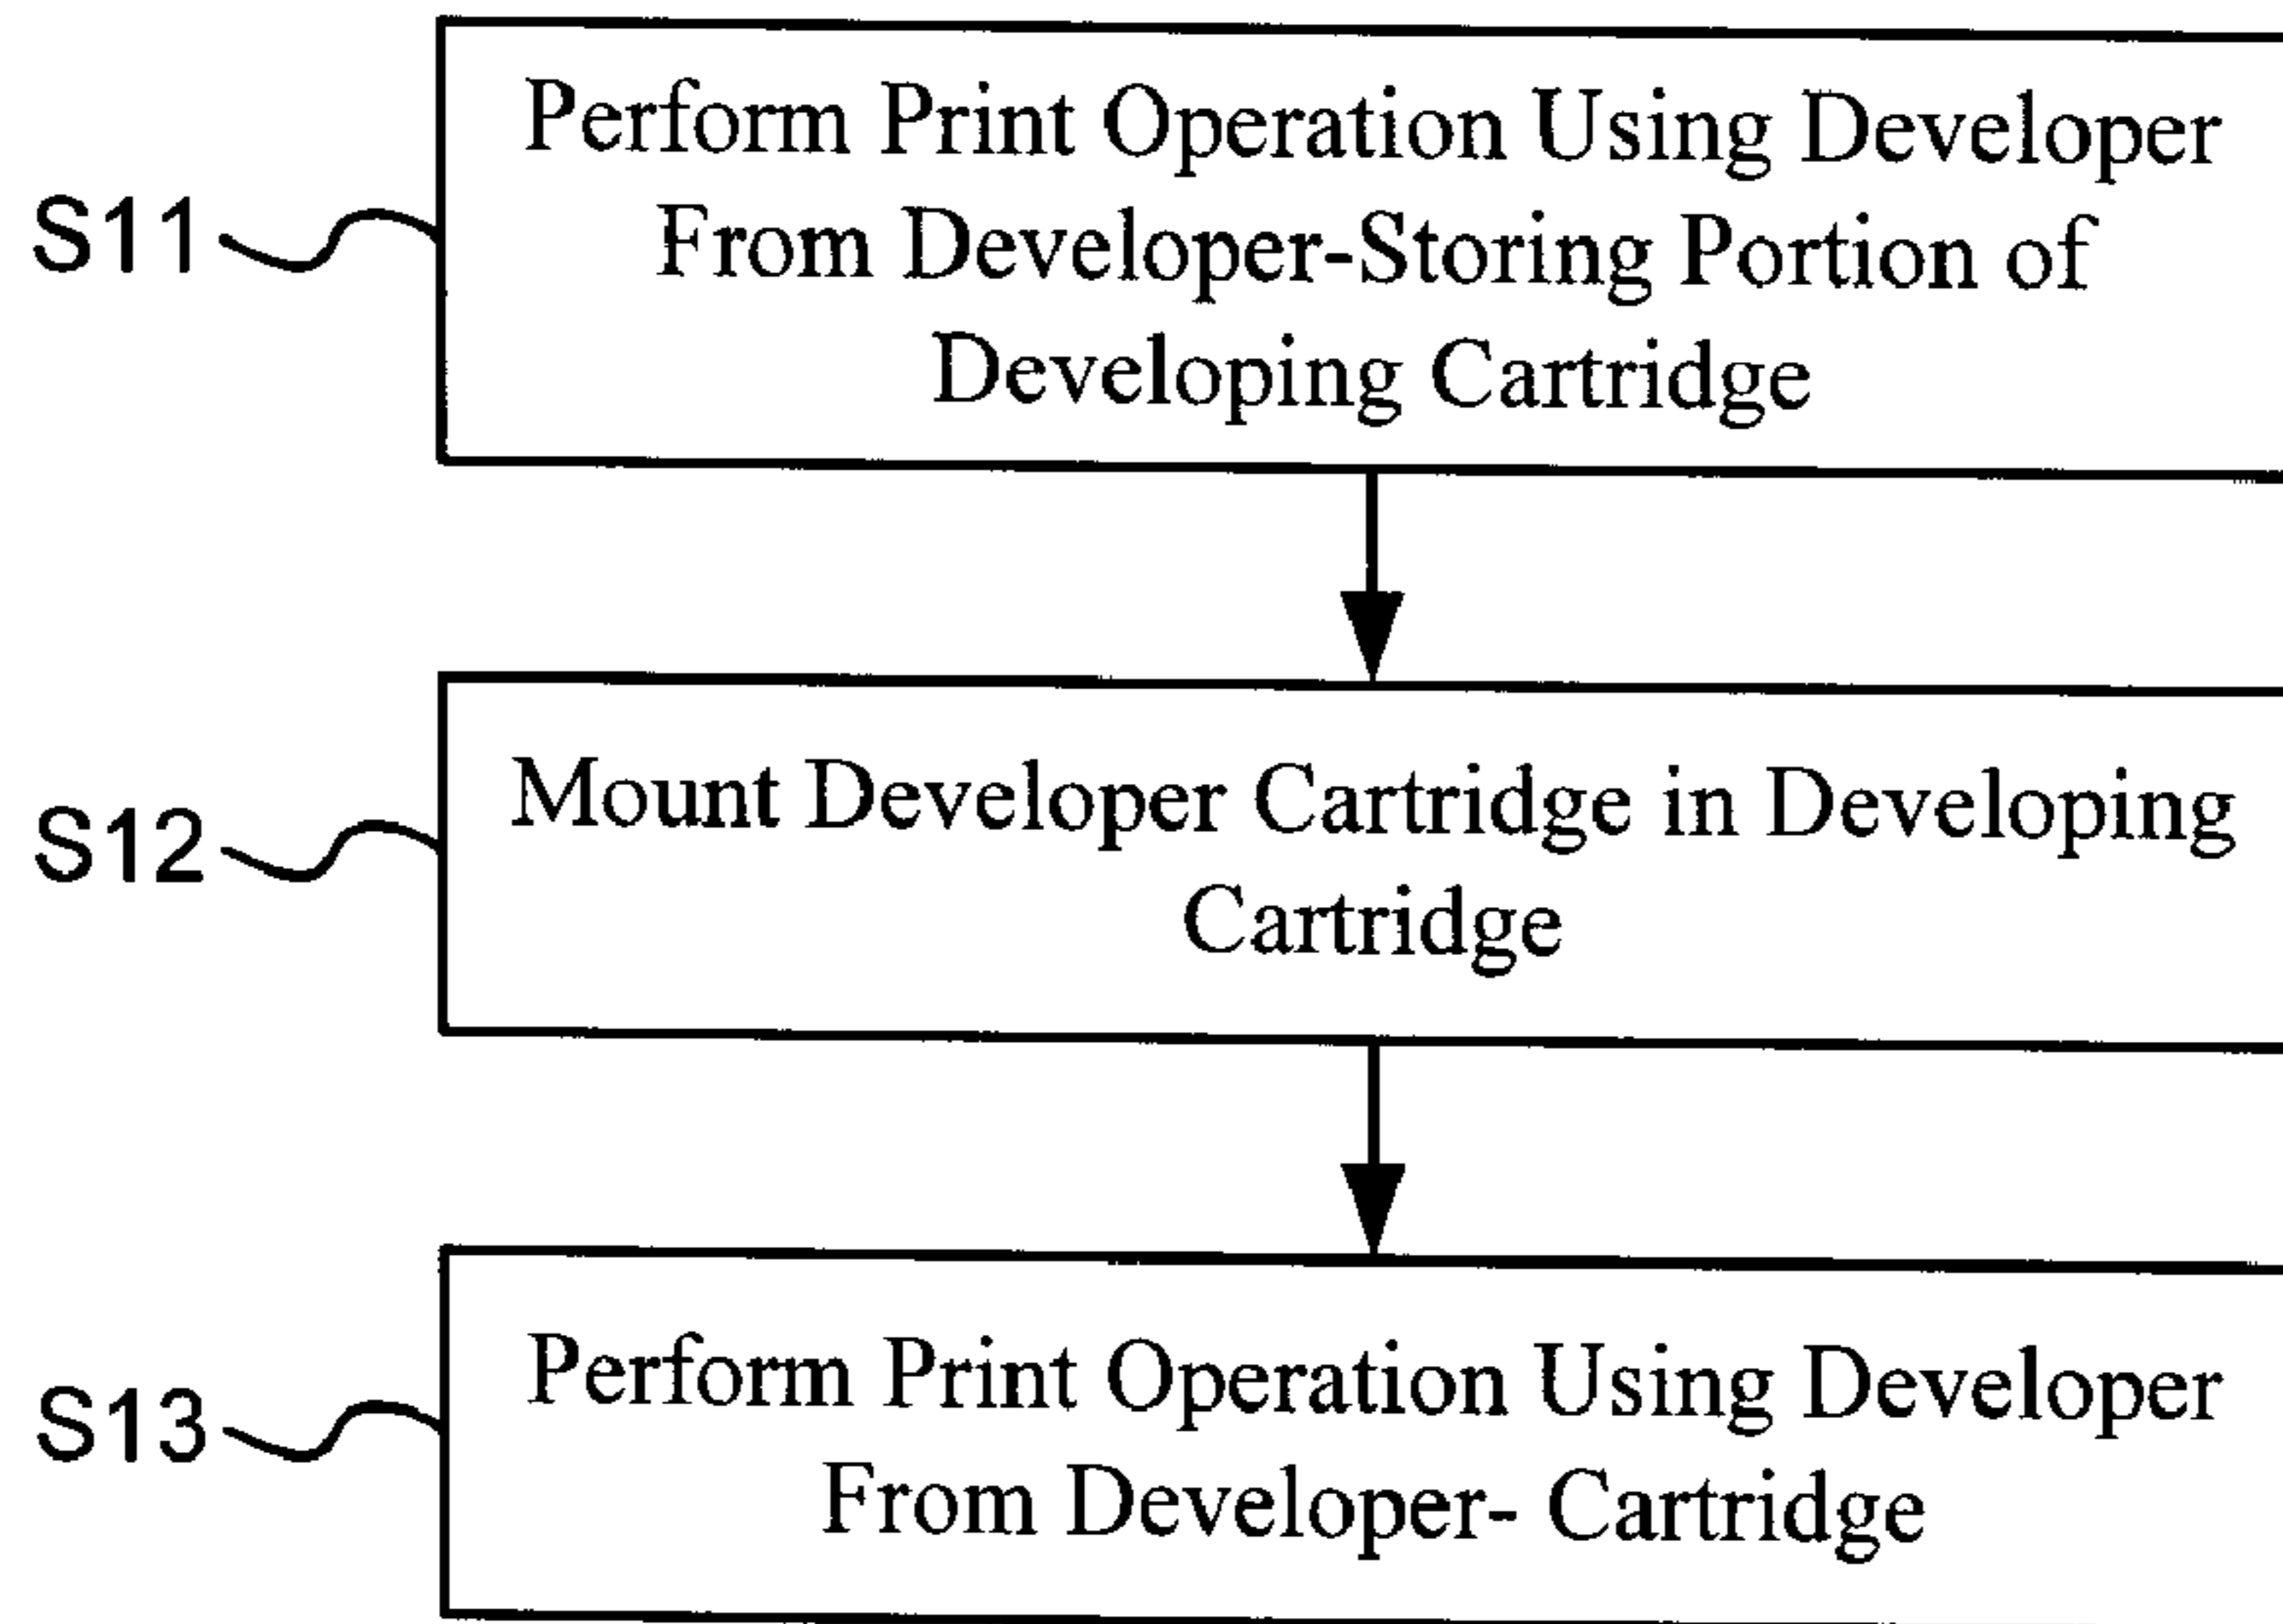 Perform Print Operation Using Developer
From Developer-Storing Portion of
Developing Cartridge
S11
Mount Developer Cartridge in Developing
Cartridge
S12
Perform Print Operation Using Developer
From Developer- Cartridge
S13